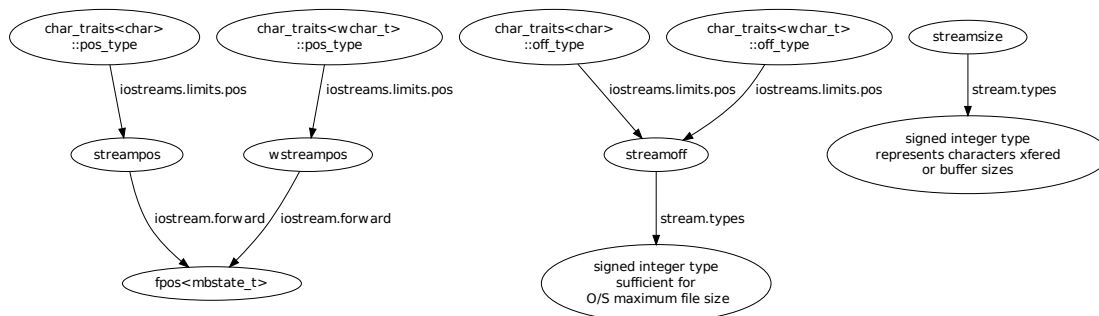 char_traits<char>
::pos_type
char_traits<wchar_t>
::pos_type
char_traits<char>
::off_type
char_traits<wchar_t>
::off_type
streamsize
iostreams.limits.pos
iostreams.limits.pos
iostreams.limits.pos
iostreams.limits.pos
stream.types
streampos
wstreampos
streamoff
signed integer type
represents characters xfered
or buffer sizes
iostream.forward
iostream.forward
stream.types
fpos<mbstate_t>
signed integer type
sufficient for
O/S maximum file size